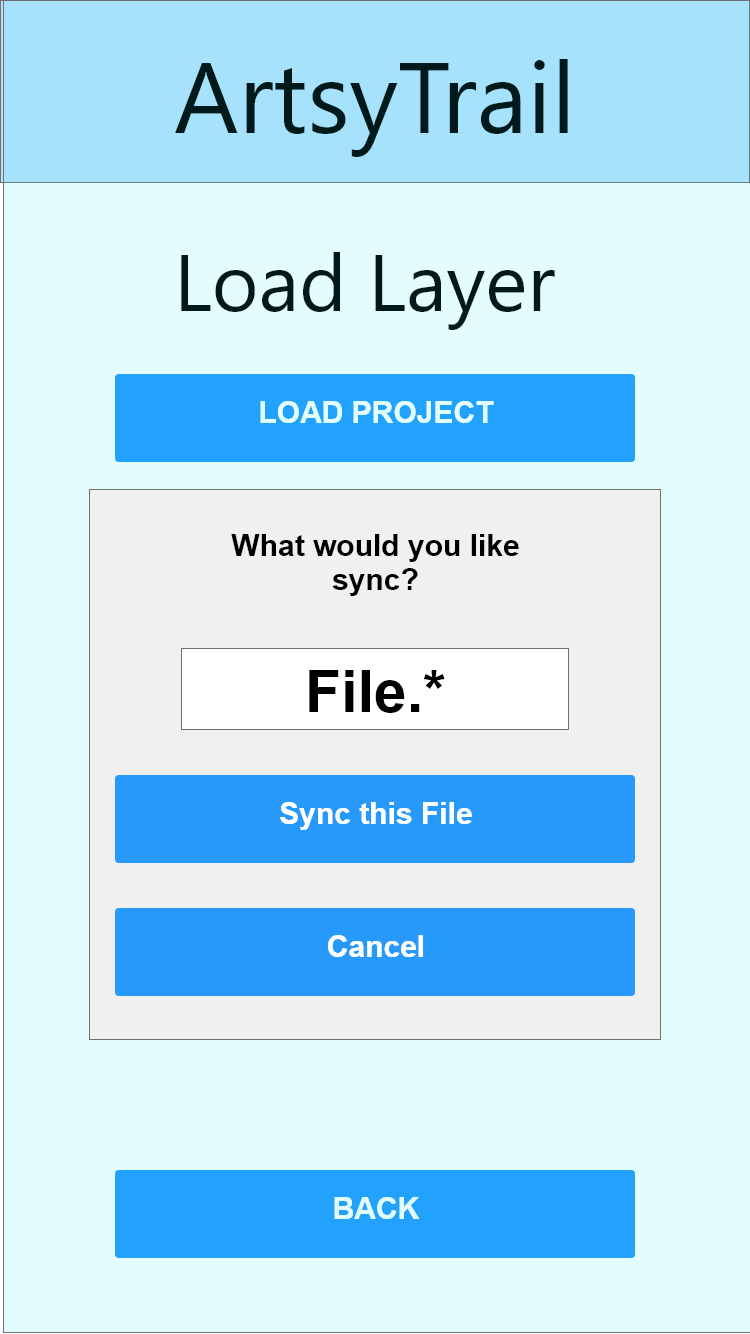 ArtsyTrail
Load Layer
LOAD PROJECT
What would you like
sync?
File.*
Sync this File
Cancel
BACK